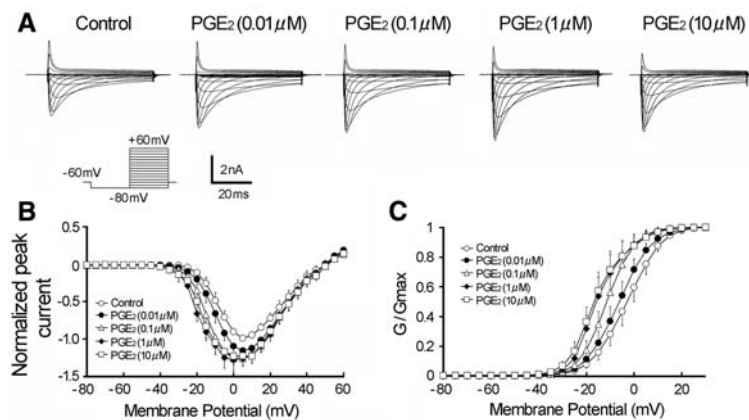 A
Control
PGE₂(0.01μM)
PGE₂(0.1μM)
PGE₂(1μM)
PGE₂(10μM)
+60mV
-60mV
-80mV
2nA
20ms
B
Normalized peak
current
0.5
0
-0.5
-1.0
-1.5
Control
PGE₂(0.01μM)
PGE₂(0.1μM)
PGE₂(1μM)
PGE₂(10μM)
-80 -60 -40 -20 0 20 40 60
Membrane Potential (mV)
C
G/Gmax
1
0.8
0.6
0.4
0.2
0
Control
PGE₂(0.01μM)
PGE₂(0.1μM)
PGE₂(1μM)
PGE₂(10μM)
-80 -60 -40 -20 0 20
Membrane Potential (mV)